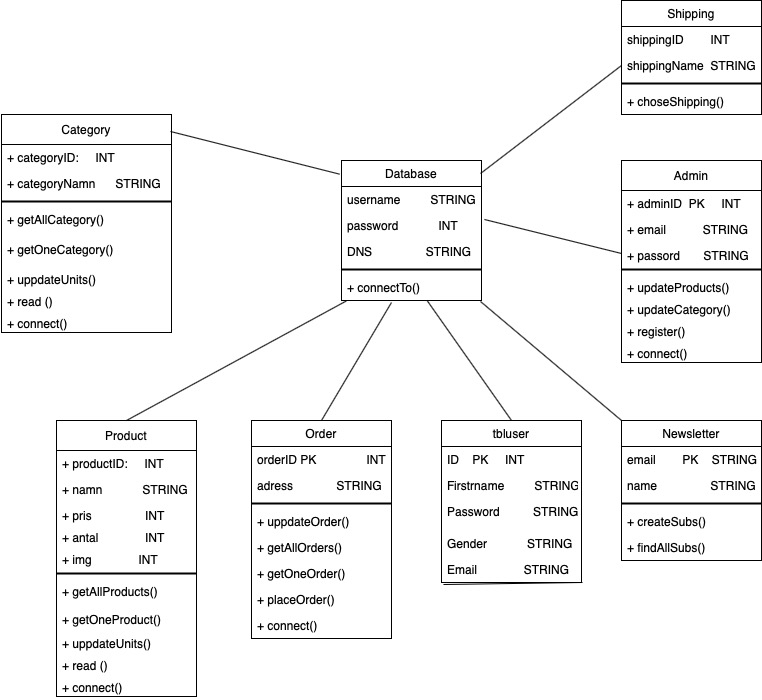 Shipping
shippingID INT
shippingName STRING
+ choseShipping()
Category
+ categoryID: INT
+ categoryNamn STRING
+ getAllCategory()
+ getOneCategory()
+ uppdateUnits()
+ read ()
+ connect()
Database
username STRING
password INT
DNS STRING
+ connectTo()
Admin
+ adminID PK INT
+ email STRING
+ passord STRING
+ updateProducts()
+ updateCategory()
+ register()
+ connect()
Product
+ productID: INT
+ namn STRING
+ pris INT
+ antal INT
+ img INT
+ getAllProducts()
+ getOneProduct()
+ uppdateUnits()
+ read ()
+ connect()
Order
orderID PK INT
adress STRING
+ uppdateOrder()
+ getAllOrders()
+ getOneOrder()
+ placeOrder()
+ connect()
tbluser
ID PK INT
Firstrname STRING
Password STRING
Gender STRING
Email STRING
Newsletter
email PK STRING
name STRING
+ createSubs()
+ findAllSubs()